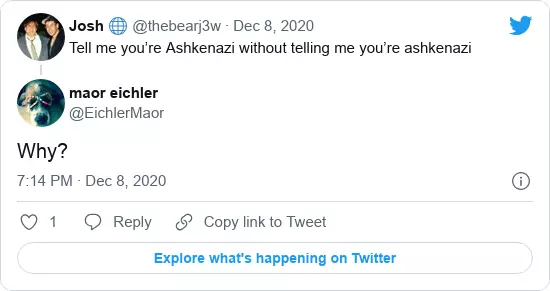 Josh 🌐 @thebearj3w · Dec 8, 2020
Tell me you’re Ashkenazi without telling me you’re ashkenazi
maor eichler
@EichlerMaor
Why?
7:14 PM · Dec 8, 2020
1 Reply Copy link to Tweet
Explore what's happening on Twitter